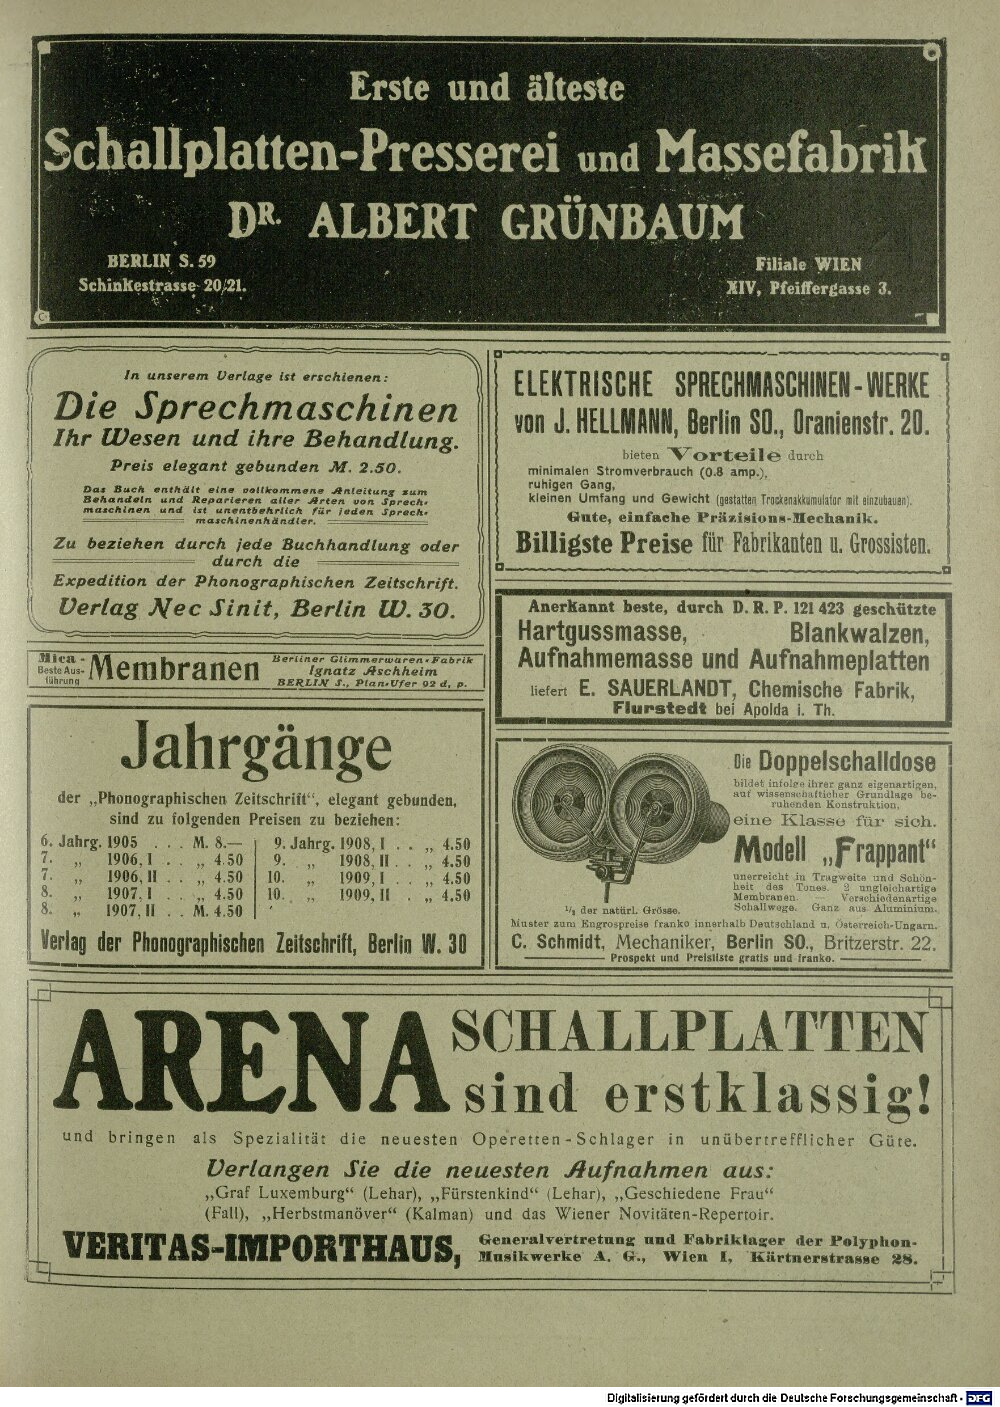 Erste und älteste
Schallplatten-Presserei und Massefabrik
DR. ALBERT GRÜNBAUM
BERLIN S. 59
Schinkestrasse 20/21.
Filiale WIEN
XIV, Pfeiffergasse 3.
In unserem Verlage ist erschienen:
Die Sprechmaschinen
Ihr Wesen und ihre Behandlung.
Preis elegant gebunden M. 2.50.
Das Buch enthält eine vollkommene Anleitung zum
Behandeln und Reparieren aller Arten von Sprech-
maschinen und ist unentbehrlich für jeden Sprech-
maschinenhändler.
Zu beziehen durch jede Buchhandlung oder
durch die
Expedition der Phonographischen Zeitschrift.
Verlag Nec Sinit, Berlin W. 30.
Mica-
Beste Aus-
führung
Membranen
Berliner Glimmerwaren-Fabrik
Ignatz Aschheim
BERLIN S., Plan-Ufer 92 d, p.
Jahrgänge
der „Phonographischen Zeitschrift“, elegant gebunden,
sind zu folgenden Preisen zu beziehen:
6. Jahrg. 1905 . . . M. 8.—
7. „ 1906, I . . „ 4.50
7. „ 1906, II . . „ 4.50
8. „ 1907, I . . „ 4.50
8. „ 1907, II . . M. 4.50
9. Jahrg. 1908, I . . „ 4.50
9. „ 1908, II . . „ 4.50
10. „ 1909, I . . „ 4.50
10. „ 1909, II . . „ 4.50
Verlag der Phonographischen Zeitschrift, Berlin W. 30
ELEKTRISCHE SPRECHMASCHINEN-WERKE
von J. HELLMANN, Berlin SO., Oranienstr. 20.
bieten Vorteile durch
minimalen Stromverbrauch (0.8 amp.),
ruhigen Gang,
kleinen Umfang und Gewicht (gestatten Trockenakkumulator mit einzubauen).
Gute, einfache Präzisions-Mechanik.
Billigste Preise für Fabrikanten u. Grossisten.
Anerkannt beste, durch D. R. P. 121 423 geschützte
Hartgussmasse, Blankwalzen,
Aufnahmemasse und Aufnahmeplatten
liefert E. SAUERLANDT, Chemische Fabrik,
Flurstedt bei Apolda i. Th.
Die Doppelschalldose
bildet infolge ihrer ganz eigenartigen,
auf wissenschaftlicher Grundlage be-
ruhenden Konstruktion,
eine Klasse für sich.
Modell „Frappant“
unerreicht in Tragweite und Schön-
heit des Tones. 2 ungleichartige
Membranen. — Verschiedenartige
Schallwege. Ganz aus Aluminium.
der natürl. Grösse.
Muster zum Engrospreise franko innerhalb Deutschland u. Österreich-Ungarn.
C. Schmidt, Mechaniker, Berlin SO., Britzerstr. 22.
Prospekt und Preisliste gratis und franko.
ARENA SCHALLPLATTEN
sind erstklassig!
und bringen als Spezialität die neuesten Operetten-Schlager in unübertrefflicher Güte.
Verlangen Sie die neuesten Aufnahmen aus:
„Graf Luxemburg“ (Lehar), „Fürstenkind“ (Lehar), „Geschiedene Frau“
(Fall), „Herbstmanöver“ (Kalman) und das Wiener Novitäten-Repertoir.
VERITAS-IMPORTHAUS,
Generalvertretung und Fabriklager der Polyphon-
Musikwerke A. G., Wien I, Kärtnerstrasse 28.
Digitalisierung gefördert durch die Deutsche Forschungsgemeinschaft - DFG